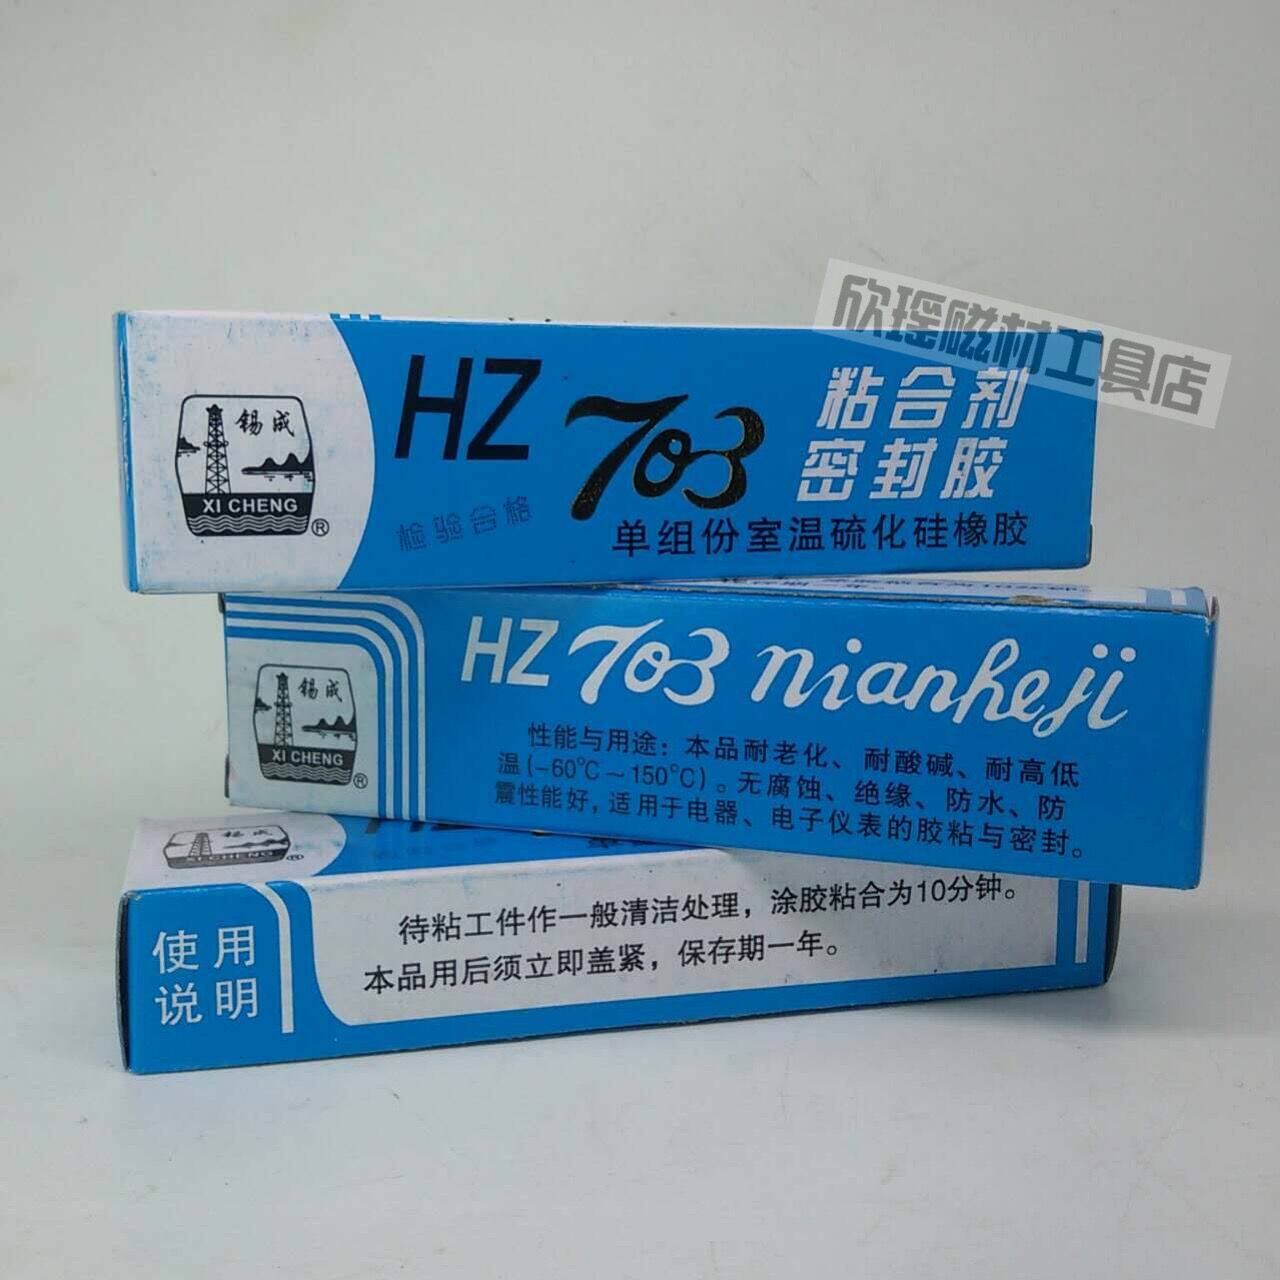 欣瑶磁材工具店
锡成
XI CHENG
®
HZ 703
粘合剂
密封胶
检验合格
单组份室温硫化硅橡胶
HZ 703 nianheji
锡成
XI CHENG
®
性能与用途：本品耐老化、耐酸碱、耐高低
温（-60°C～150°C）。无腐蚀、绝缘、防水、防
震性能好，适用于电器、电子仪表的胶粘与密封。
锡成
XI CHENG
®
使用
说明
待粘工件作一般清洁处理，涂胶粘合为10分钟。
本品用后须立即盖紧，保存期一年。